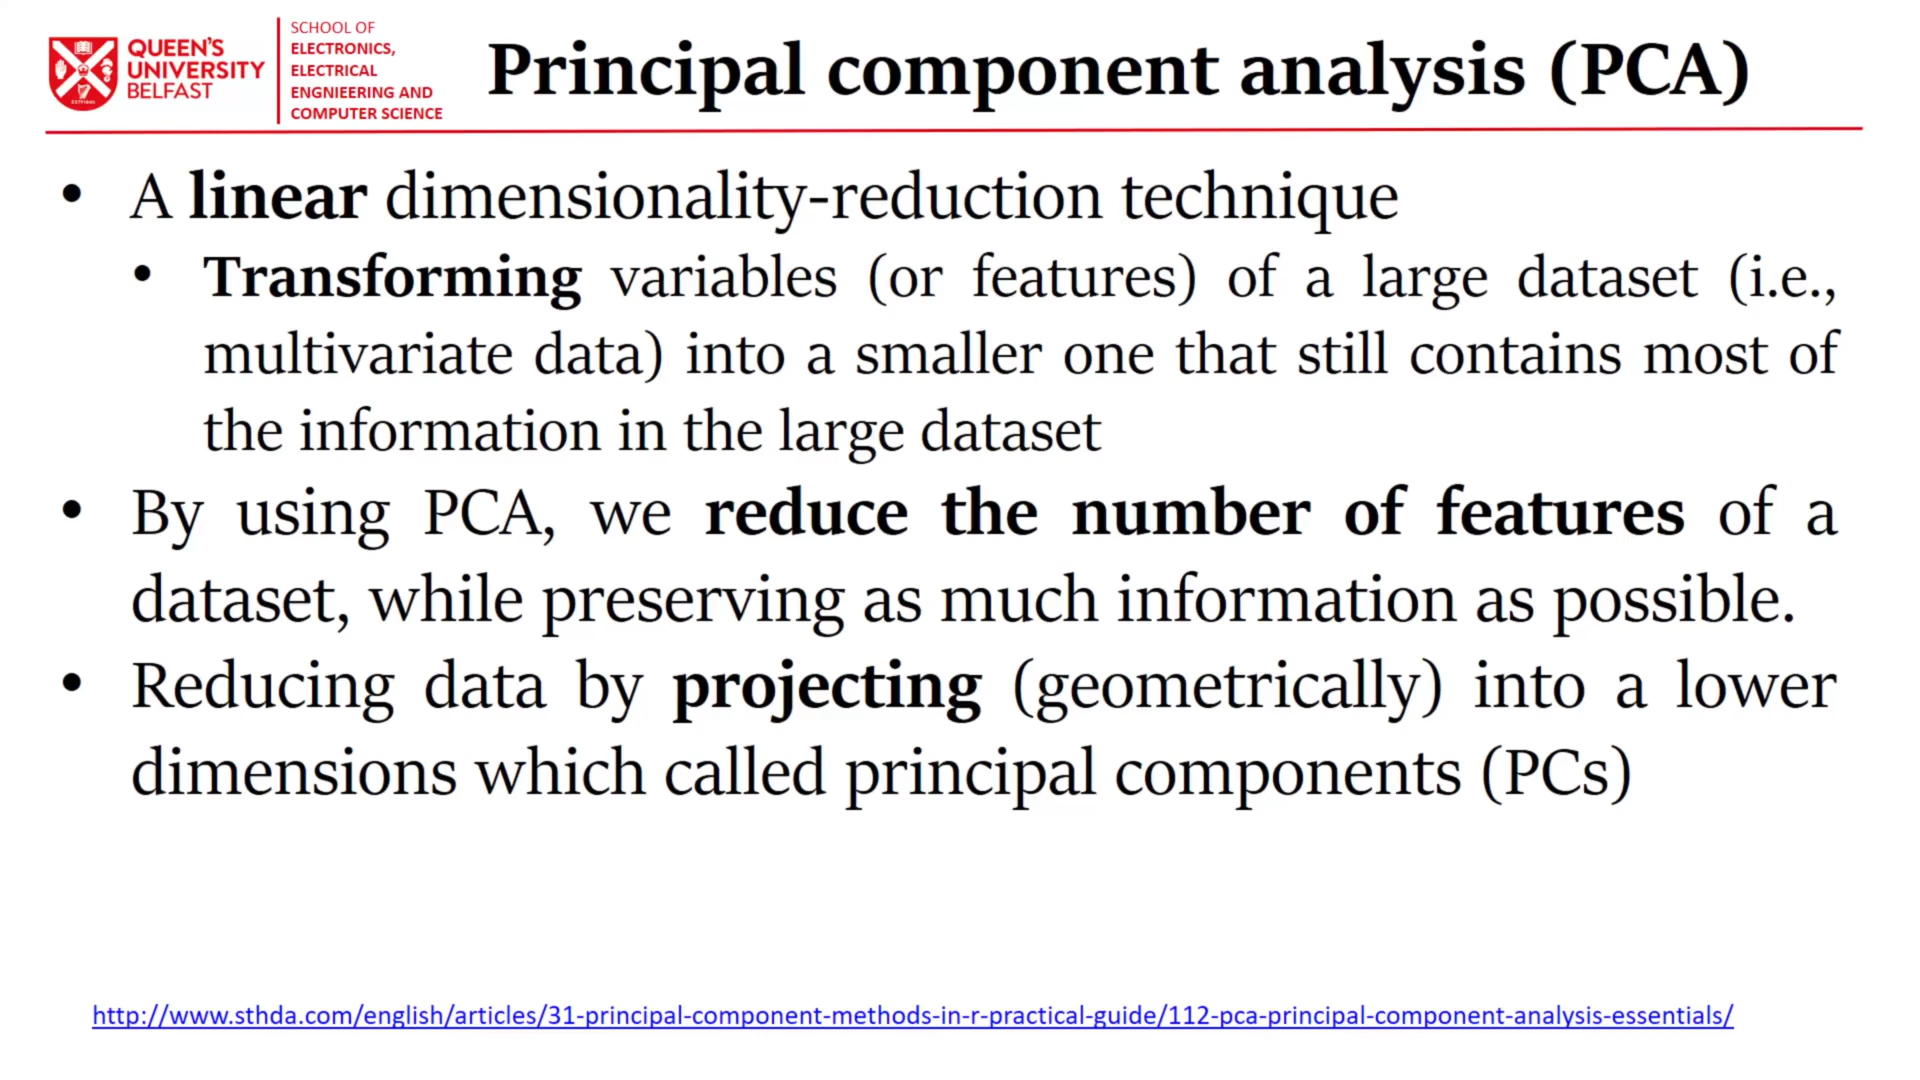 QUEEN'S
UNIVERSITY
BELFAST
SCHOOL OF
ELECTRONICS,
ELECTRICAL
ENGNIEERING AND
COMPUTER SCIENCE
Principal component analysis (PCA)
• A linear dimensionality-reduction technique
• Transforming variables (or features) of a large dataset (i.e.,
multivariate data) into a smaller one that still contains most of
the information in the large dataset
• By using PCA, we reduce the number of features of a
dataset, while preserving as much information as possible.
• Reducing data by projecting (geometrically) into a lower
dimensions which called principal components (PCs)
http://www.sthda.com/english/articles/31-principal-component-methods-in-r-practical-guide/112-pca-principal-component-analysis-essentials/